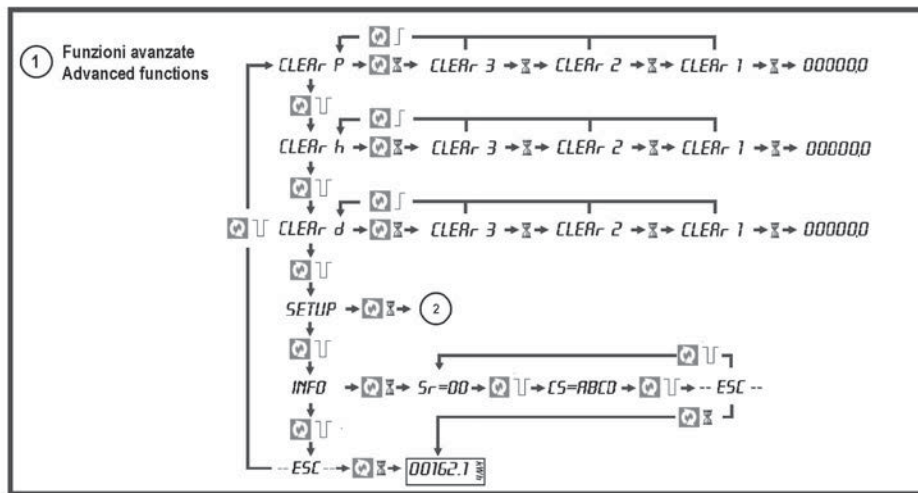 1 Funzioni avanzate
Advanced functions
CLEAr P CLEAr 3 CLEAr 2 CLEAr 1 00000,0
CLEAr h CLEAr 3 CLEAr 2 CLEAr 1 00000,0
CLEAr d CLEAr 3 CLEAr 2 CLEAr 1 00000,0
SETUP 2
INFO Sr=00 CS=ABCD -- ESC --
-- ESC -- 00162.1 kWh